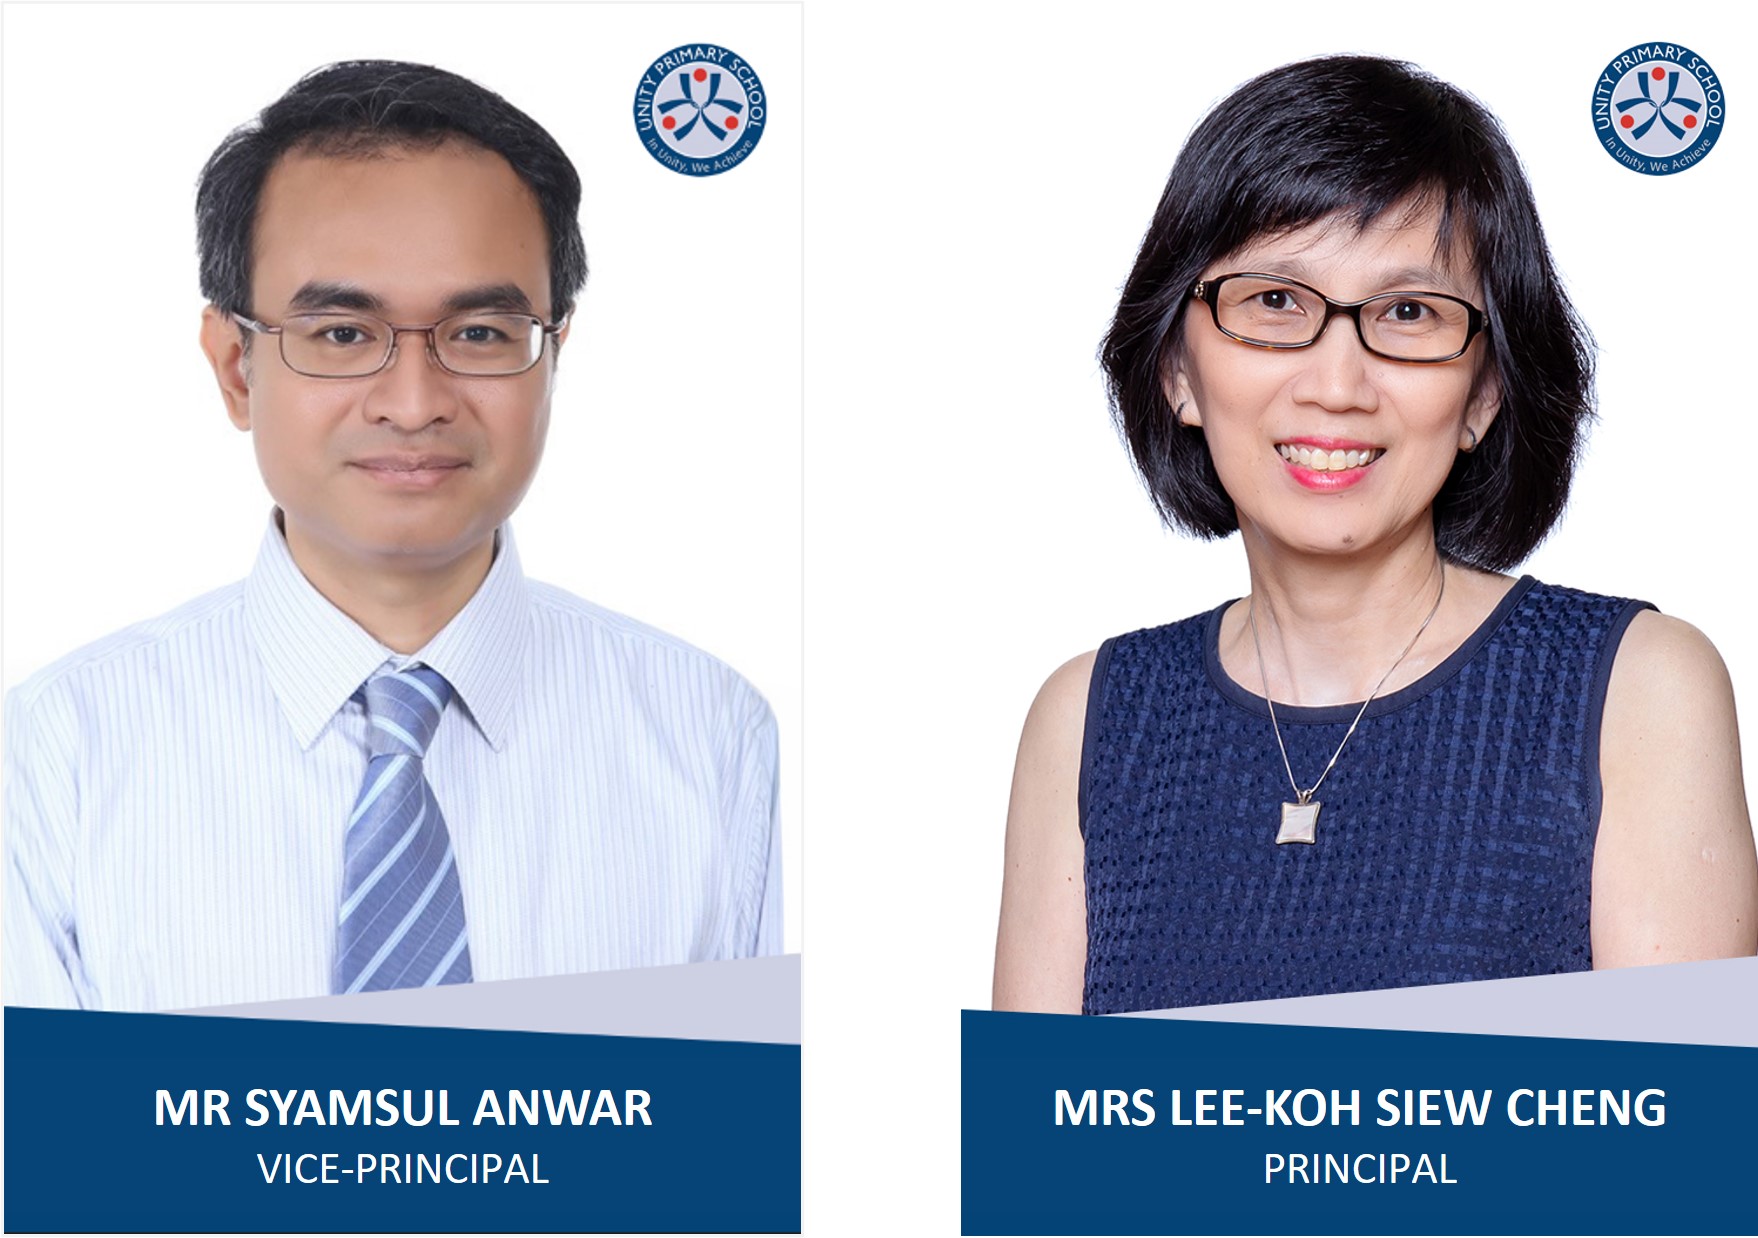 UNITY PRIMARY SCHOOL
In Unity, We Achieve
MR SYAMSUL ANWAR
VICE-PRINCIPAL
UNITY PRIMARY SCHOOL
In Unity, We Achieve
MRS LEE-KOH SIEW CHENG
PRINCIPAL